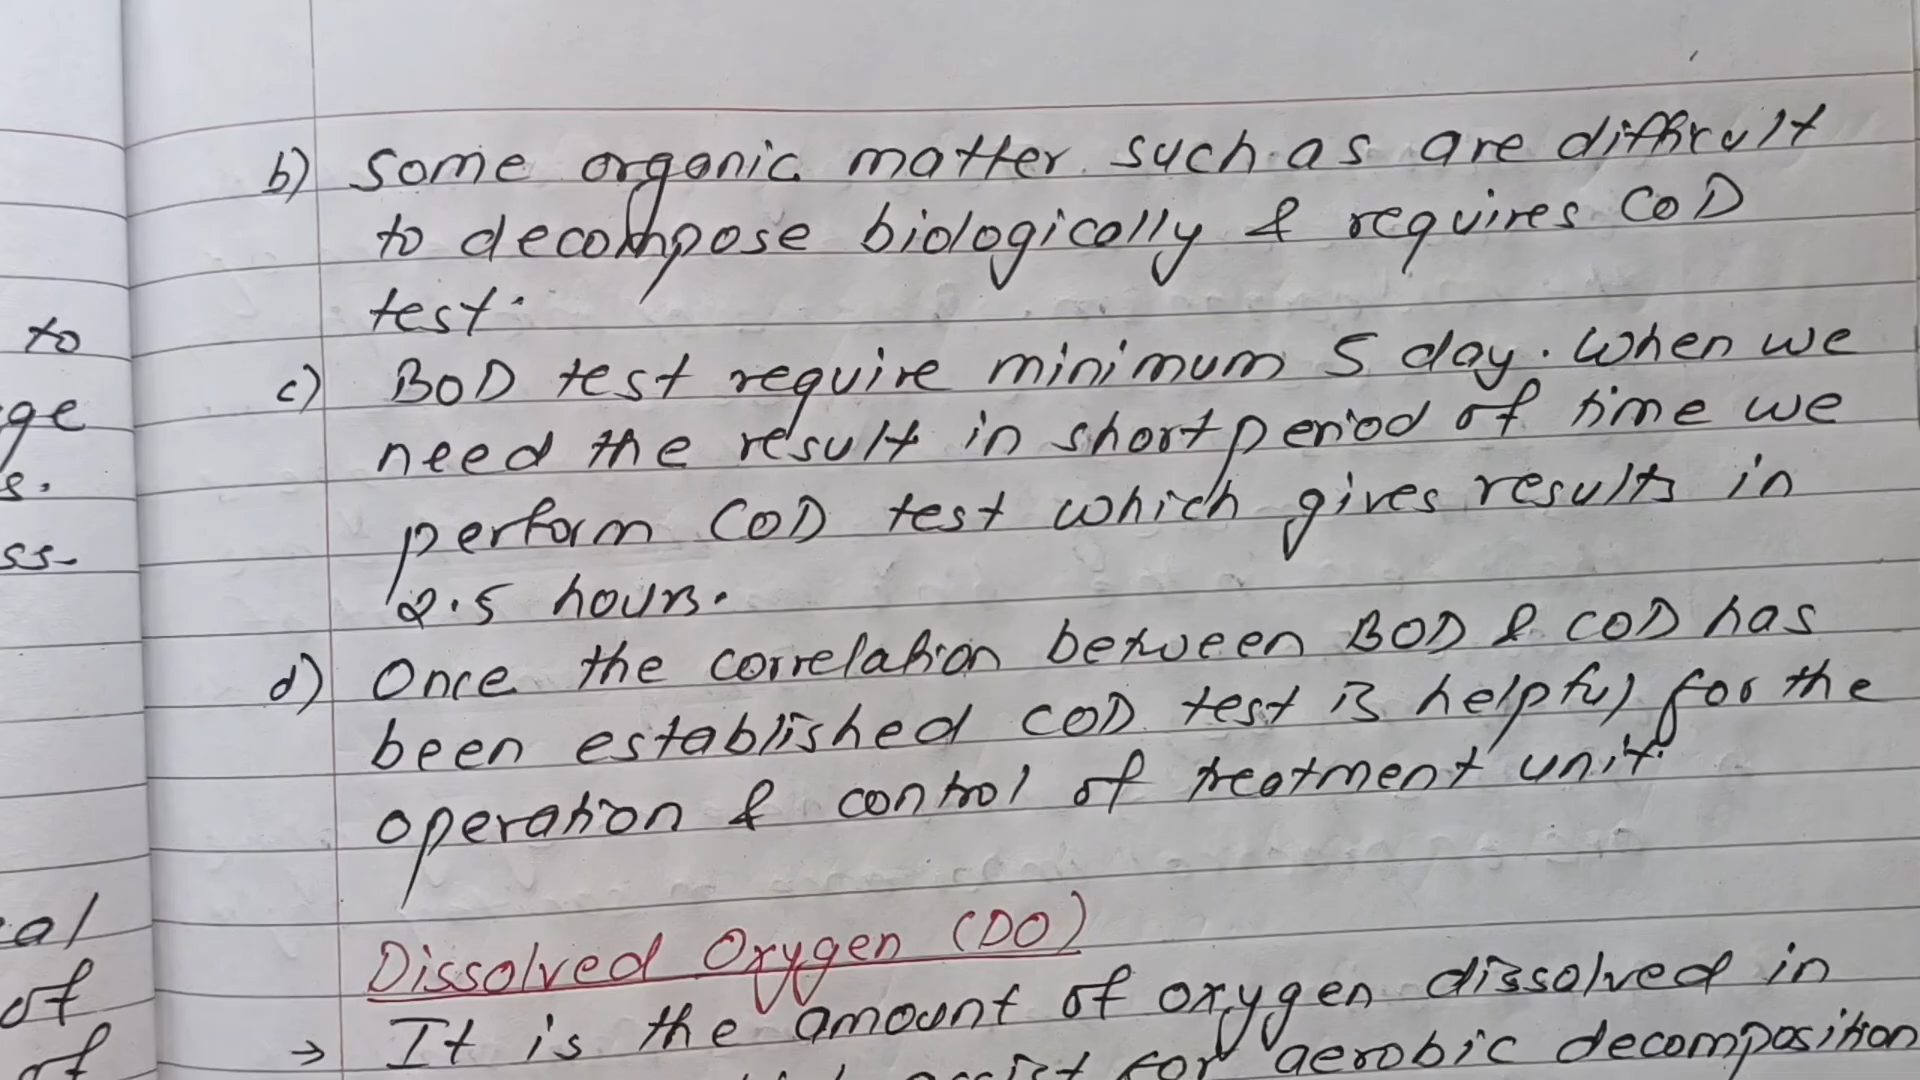 b) Some organic matter such as are difficult
to decompose biologically & requires COD
test.
c) BOD test require minimum 5 day. When we
need the result in short period of time we
perform COD test which gives results in
2.5 hours.
d) Once the correlation between BOD & COD has
been established COD test is helpful for the
operation & control of treatment unit.
Dissolved Oxygen (DO)
→ It is the amount of oxygen dissolved in
for aerobic decomposition
to
ge
s.
ss-
al
of
of